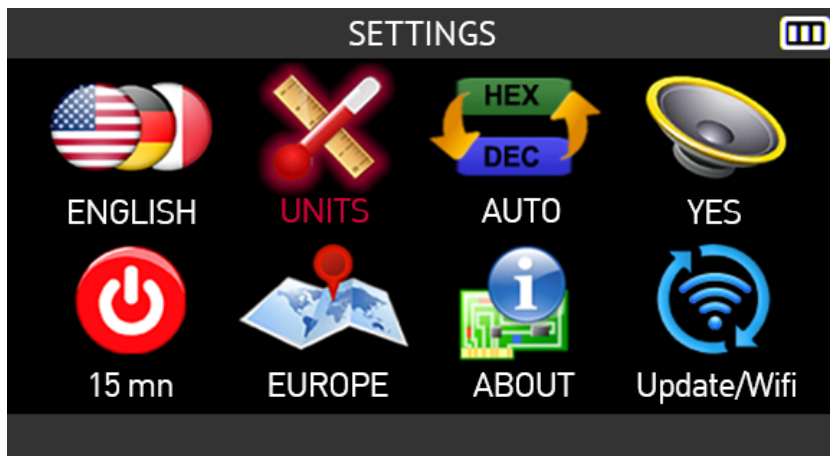 SETTINGS
HEX
DEC
ENGLISH UNITS AUTO YES
15 mn EUROPE ABOUT Update/Wifi